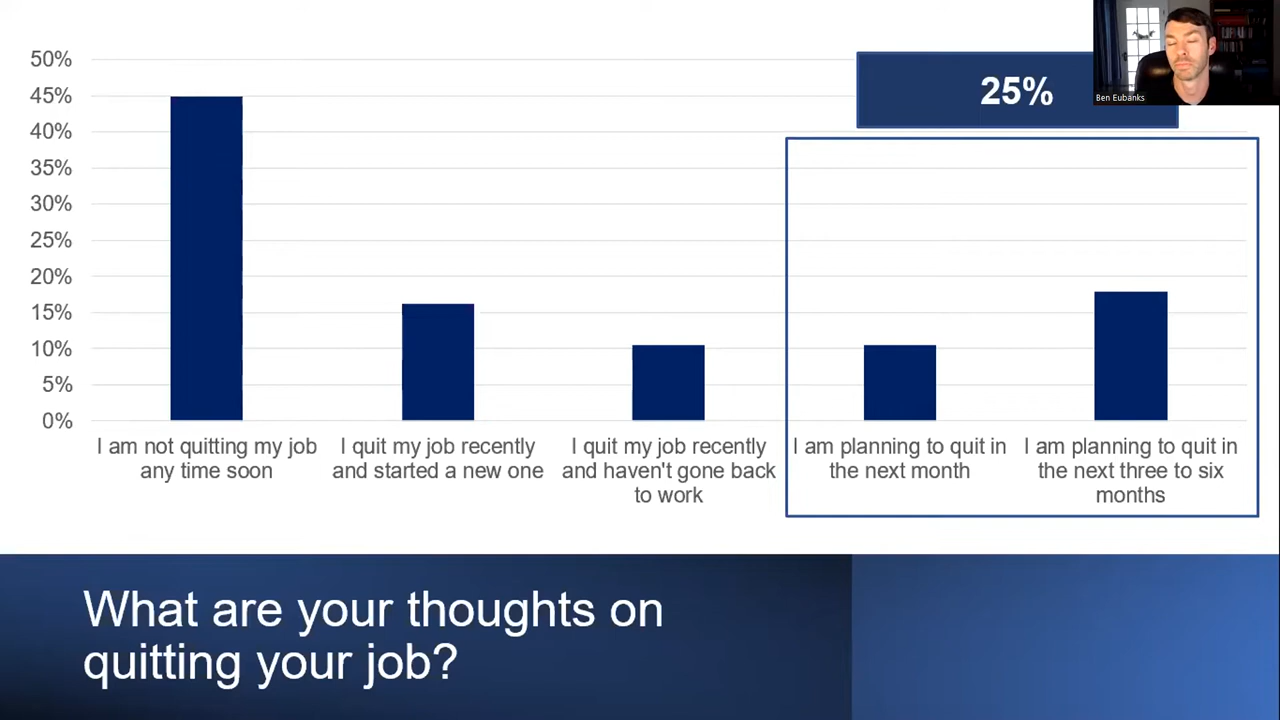 50%
45%
40%
35%
30%
25%
20%
15%
10%
5%
0%
25%
Ben Eubanks
I am not quitting my job
any time soon
I quit my job recently
and started a new one
I quit my job recently
and haven't gone back
to work
I am planning to quit in
the next month
I am planning to quit in
the next three to six
months
What are your thoughts on
quitting your job?